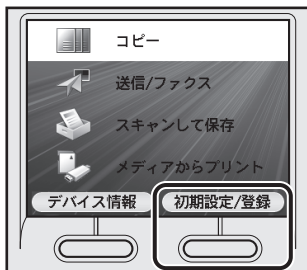 コピー
送信/ファクス
スキャンして保存
メディアからプリント
デバイス情報 初期設定/登録